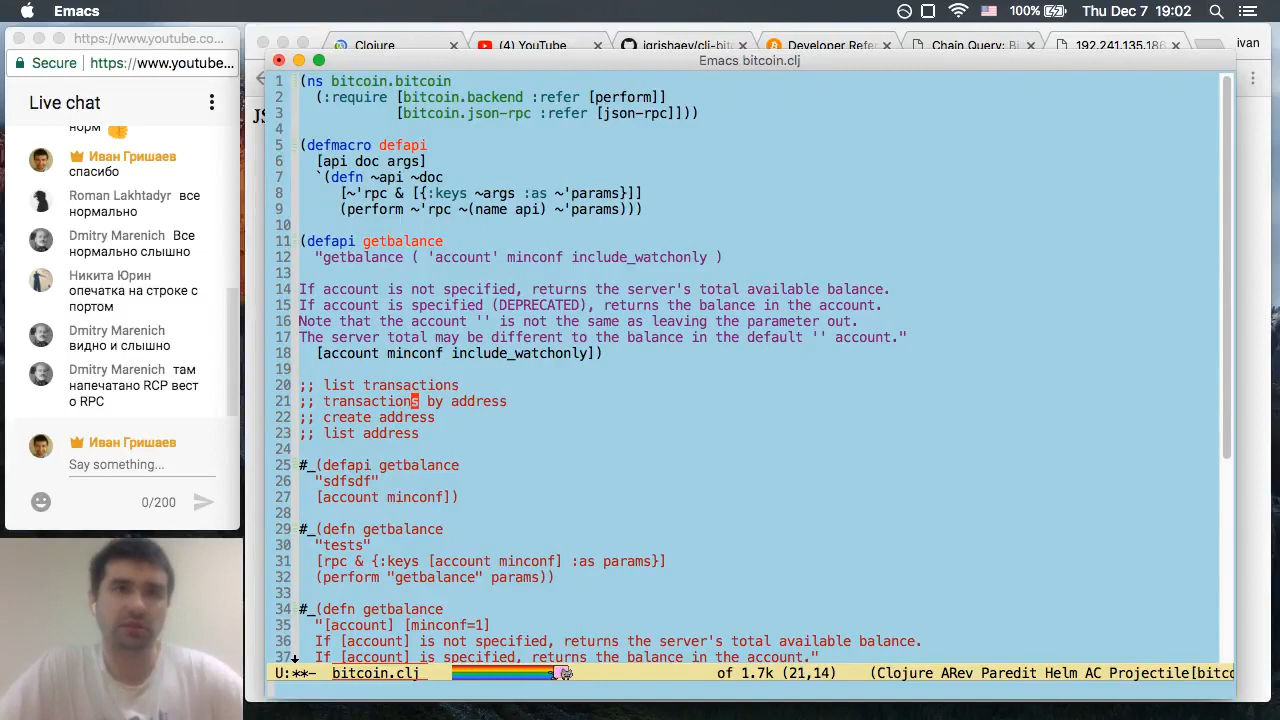 Emacs
100%
Thu Dec 7 19:02
https://www.youtube.co...
Secure
https://www.youtube...
Live chat
норм
Иван Гришаев
спасибо
Roman Lakhtadyr все
нормально
Dmitry Marenich Все
нормально слышно
Никита Юрин
опечатка на строке с
портом
Dmitry Marenich
видно и слышно
Dmitry Marenich там
напечатано RCP вест
о RPC
Иван Гришаев
Say something...
0/200
Clojure
(4) YouTube
igrishaev/cli-bit
Developer Refe
Chain
192.241.135.186
ivan
Emacs bitcoin.clj
1 (ns bitcoin.bitcoin
2 (:require [bitcoin.backend :refer [perform]]
3 [bitcoin.json-rpc :refer [json-rpc]]))
4
5 (defmacro defapi
6 [api doc args]
7 `(defn ~api ~doc
8 [~'rpc & [{:keys ~args :as ~'params}]]
9 (perform ~'rpc ~(name api) ~'params)))
10
11 (defapi getbalance
12 "getbalance ( 'account' minconf include_watchonly )
13
14 If account is not specified, returns the server's total available balance.
15 If account is specified (DEPRECATED), returns the balance in the account.
16 Note that the account '' is not the same as leaving the parameter out.
17 The server total may be different to the balance in the default '' account."
18 [account minconf include_watchonly])
19
20 ;; list transactions
21 ;; transactions by address
22 ;; create address
23 ;; list address
24
25 #_(defapi getbalance
26 "sdfsdf"
27 [account minconf])
28
29 #_(defn getbalance
30 "tests"
31 [rpc & {:keys [account minconf] :as params}]
32 (perform "getbalance" params))
33
34 #_(defn getbalance
35 "[account] [minconf=1]
36 If [account] is not specified, returns the server's total available balance.
37 If [account] is specified, returns the balance in the account."
U:**- bitcoin.clj of 1.7k (21,14) (Clojure ARev Paredit Helm AC Projectile[bitco